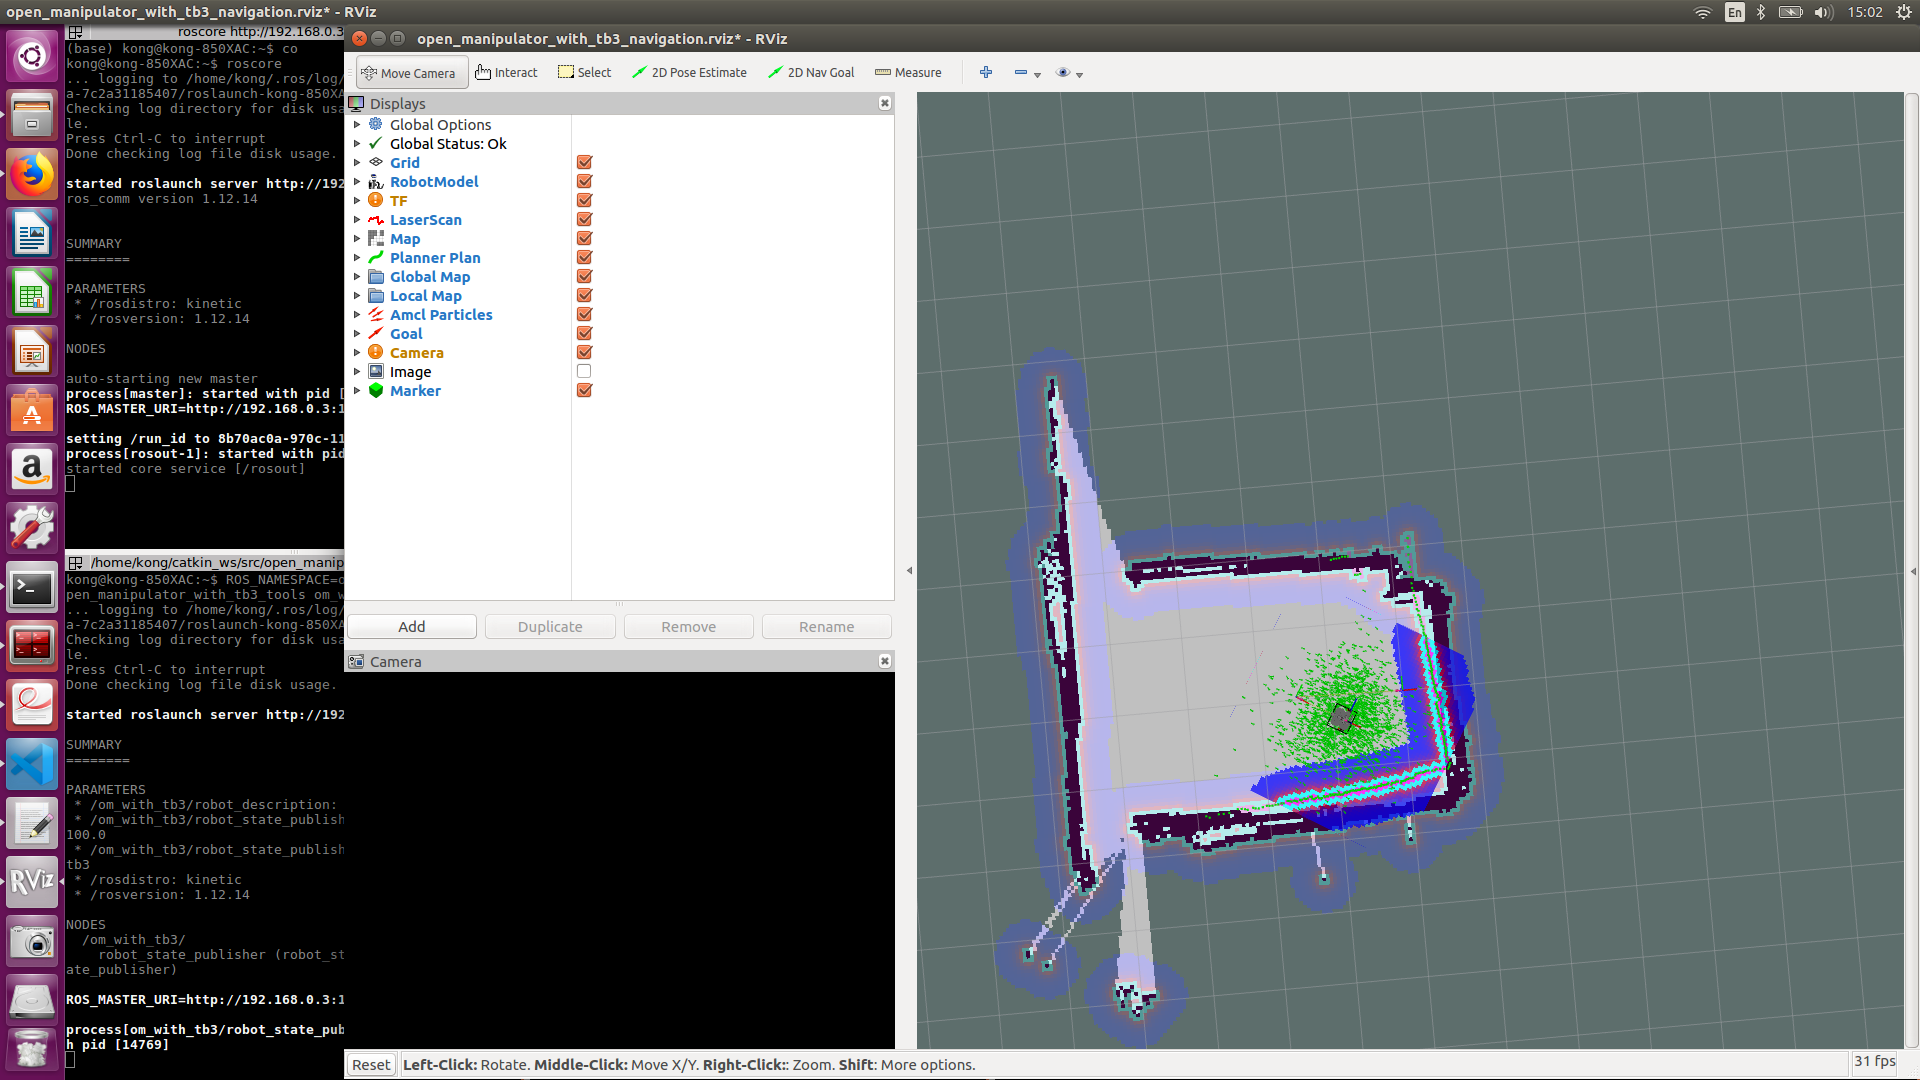 open_manipulator_with_tb3_navigation.rviz* - RViz
En
15:02
roscore http://192.168.0.3
(base) kong@kong-850XAC:~$ co
kong@kong-850XAC:~$ roscore
... logging to /home/kong/.ros/log/
a-7c2a31185407/roslaunch-kong-850XA
Checking log directory for disk usa
le.
Press Ctrl-C to interrupt
Done checking log file disk usage.
started roslaunch server http://192
ros_comm version 1.12.14
SUMMARY
========
PARAMETERS
* /rosdistro: kinetic
* /rosversion: 1.12.14
NODES
auto-starting new master
process[master]: started with pid [
ROS_MASTER_URI=http://192.168.0.3:1
setting /run_id to 8b70ac0a-970c-11
process[rosout-1]: started with pid
started core service [/rosout]
/home/kong/catkin_ws/src/open_manip
kong@kong-850XAC:~$ ROS_NAMESPACE=o
pen_manipulator_with_tb3_tools om_w
... logging to /home/kong/.ros/log/
a-7c2a31185407/roslaunch-kong-850XA
Checking log directory for disk usa
le.
Press Ctrl-C to interrupt
Done checking log file disk usage.
started roslaunch server http://192
SUMMARY
========
PARAMETERS
* /om_with_tb3/robot_description:
* /om_with_tb3/robot_state_publish
100.0
* /om_with_tb3/robot_state_publish
tb3
* /rosdistro: kinetic
* /rosversion: 1.12.14
NODES
/om_with_tb3/
robot_state_publisher (robot_st
ate_publisher)
ROS_MASTER_URI=http://192.168.0.3:1
process[om_with_tb3/robot_state_pub
h pid [14769]
RViz
open_manipulator_with_tb3_navigation.rviz* - RViz
Move Camera
Interact
Select
2D Pose Estimate
2D Nav Goal
Measure
Displays
Global Options
Global Status: Ok
Grid
RobotModel
TF
LaserScan
Map
Planner Plan
Global Map
Local Map
Amcl Particles
Goal
Camera
Image
Marker
Add
Duplicate
Remove
Rename
Camera
Reset
Left-Click: Rotate. Middle-Click: Move X/Y. Right-Click:: Zoom. Shift: More options.
31 fps